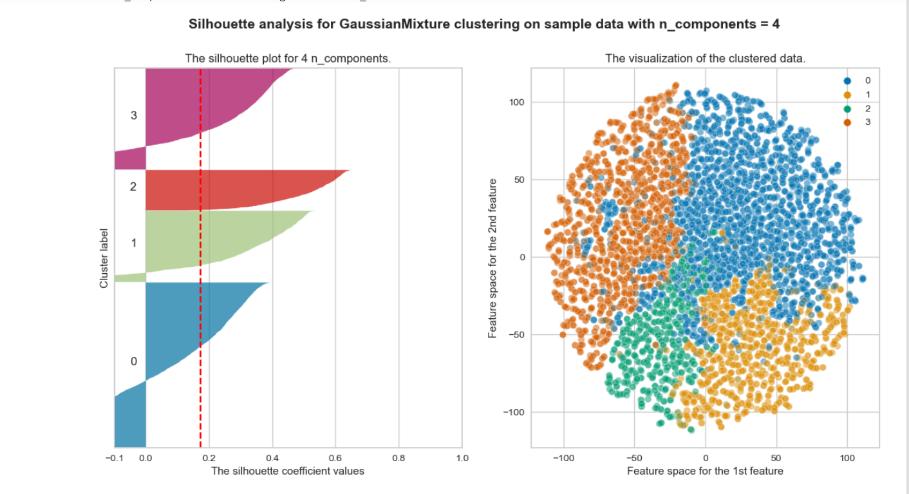 Silhouette analysis for GaussianMixture clustering on sample data with n_components = 4
The silhouette plot for 4 n_components.
Cluster label
3
2
1
0
-0.1 0.0 0.2 0.4 0.6 0.8 1.0
The silhouette coefficient values
The visualization of the clustered data.
0
1
2
3
Feature space for the 2nd feature
100
50
0
−50
−100
−100 −50 0 50 100
Feature space for the 1st feature